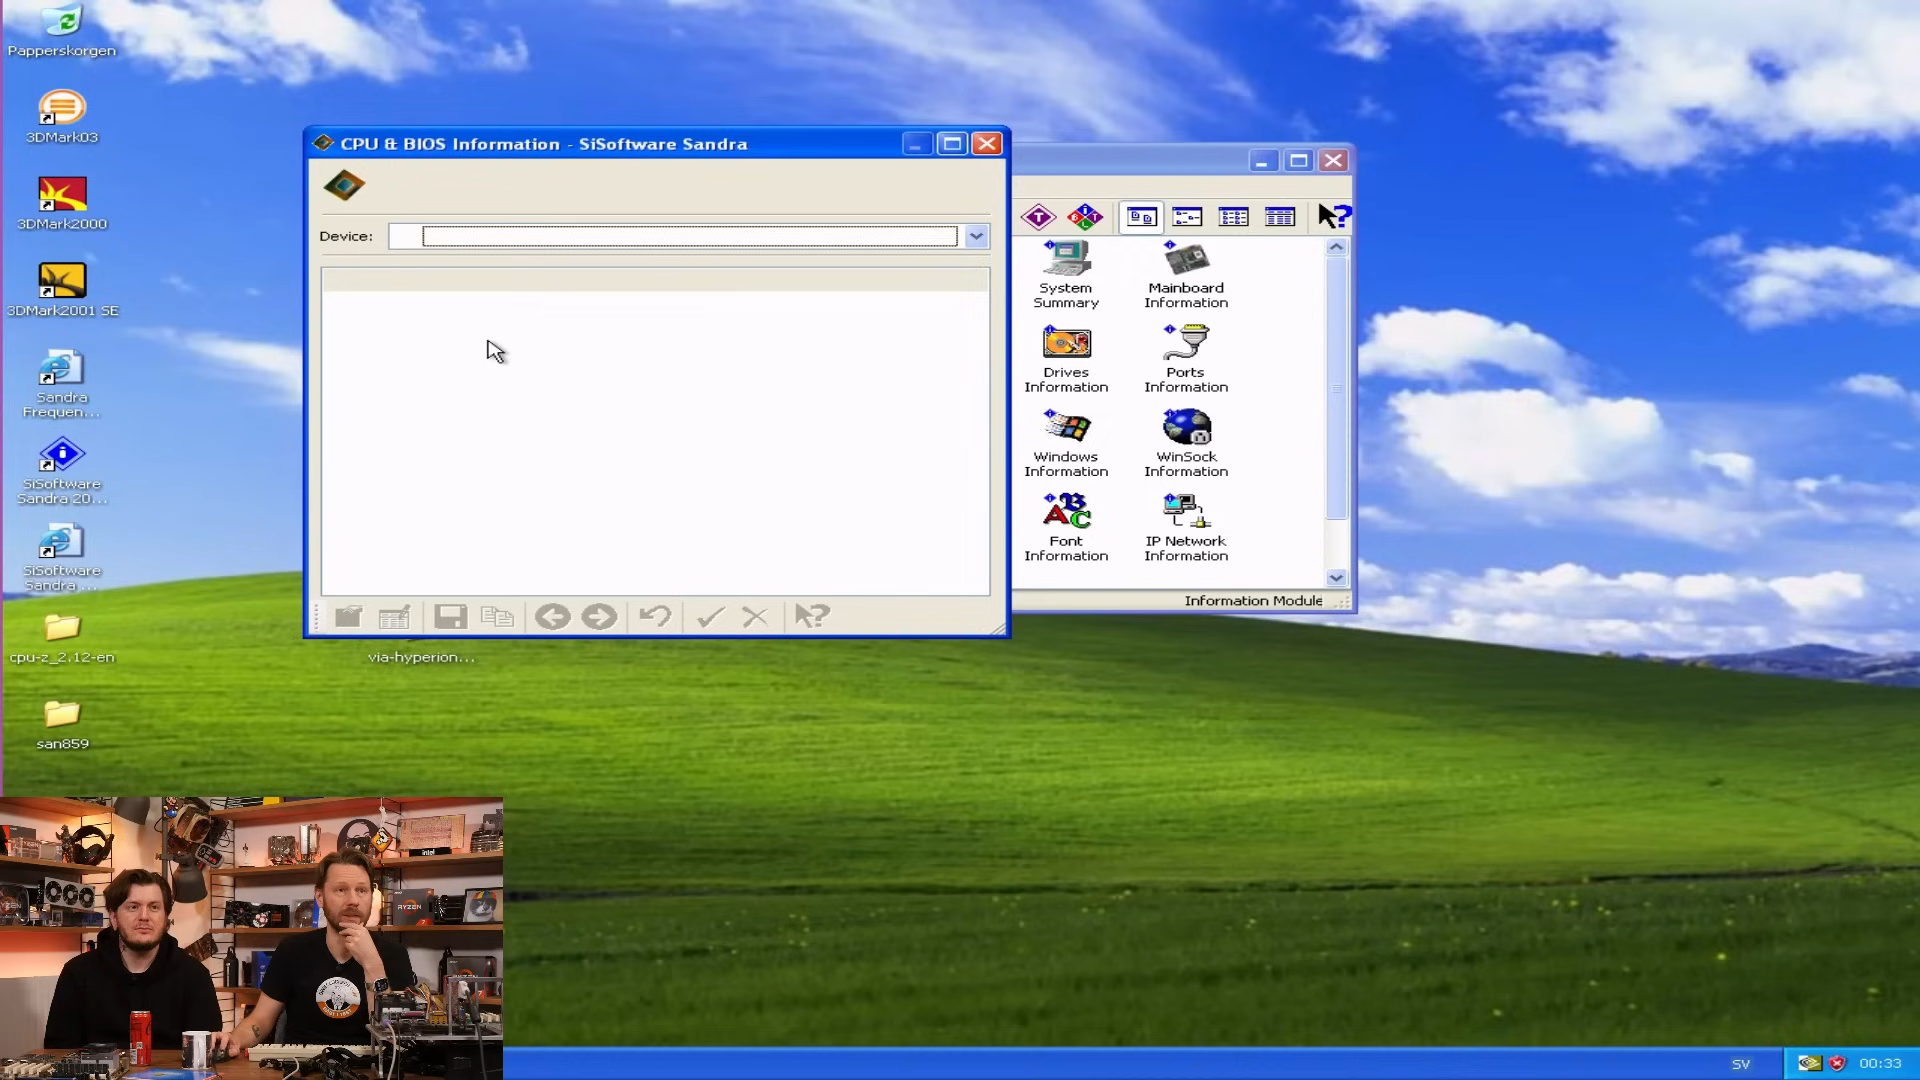 Papperskorgen
3DMark03
3DMark2000
3DMark2001 SE
Sandra
Frequen...
SiSoftware
Sandra 20...
SiSoftware
Sandra ...
cpu-z_2.12-en
san859
via-hyperion...
CPU & BIOS Information - SiSoftware Sandra
Device:
System
Summary
Mainboard
Information
Drives
Information
Ports
Information
Windows
Information
WinSock
Information
Font
Information
IP Network
Information
Information Module
intel
RYZEN
SV
00:33